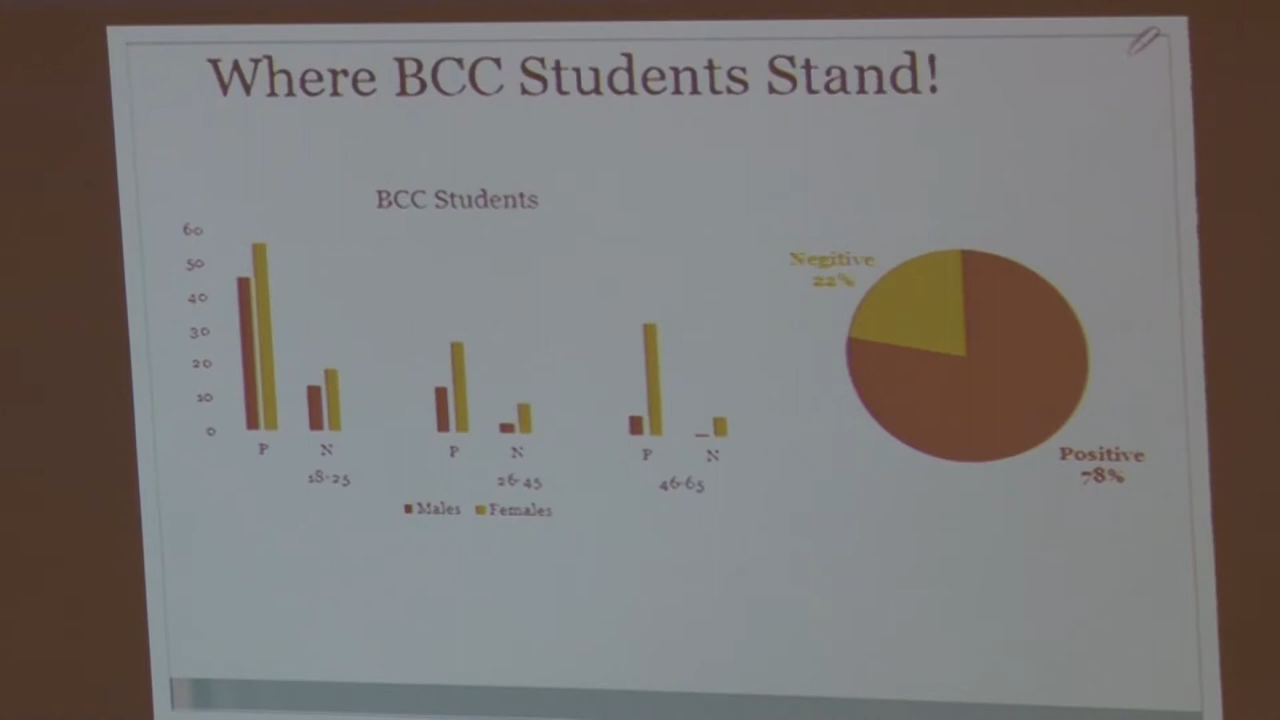 Where BCC Students Stand!
BCC Students
60
50
40
30
20
10
0
P N P N P N
18-25 26-45 46-65
Males Females
Negitive
22%
Positive
78%